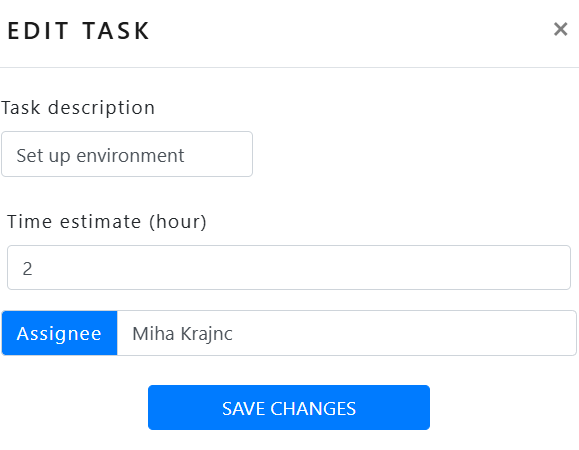 EDIT TASK ×
Task description
Set up environment
Time estimate (hour)
2
Assignee Miha Krajnc
SAVE CHANGES